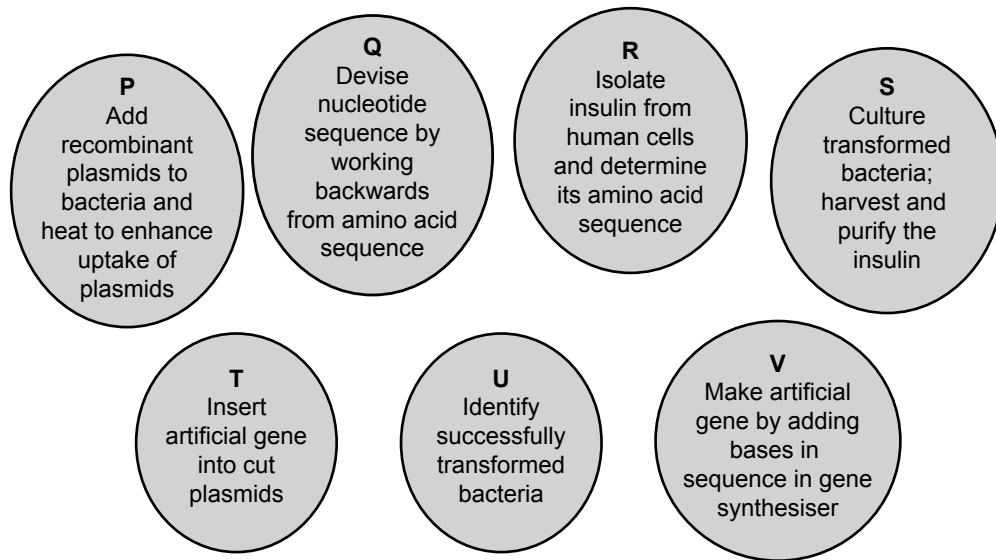 P
Add
recombinant
plasmids to
bacteria and
heat to enhance
uptake of
plasmids
Q
Devise
nucleotide
sequence by
working
backwards
from amino acid
sequence
R
Isolate
insulin from
human cells
and determine
its amino acid
sequence
S
Culture
transformed
bacteria;
harvest and
purify the
insulin
T
Insert
artificial gene
into cut
plasmids
U
Identify
successfully
transformed
bacteria
V
Make artificial
gene by adding
bases in
sequence in gene
synthesiser